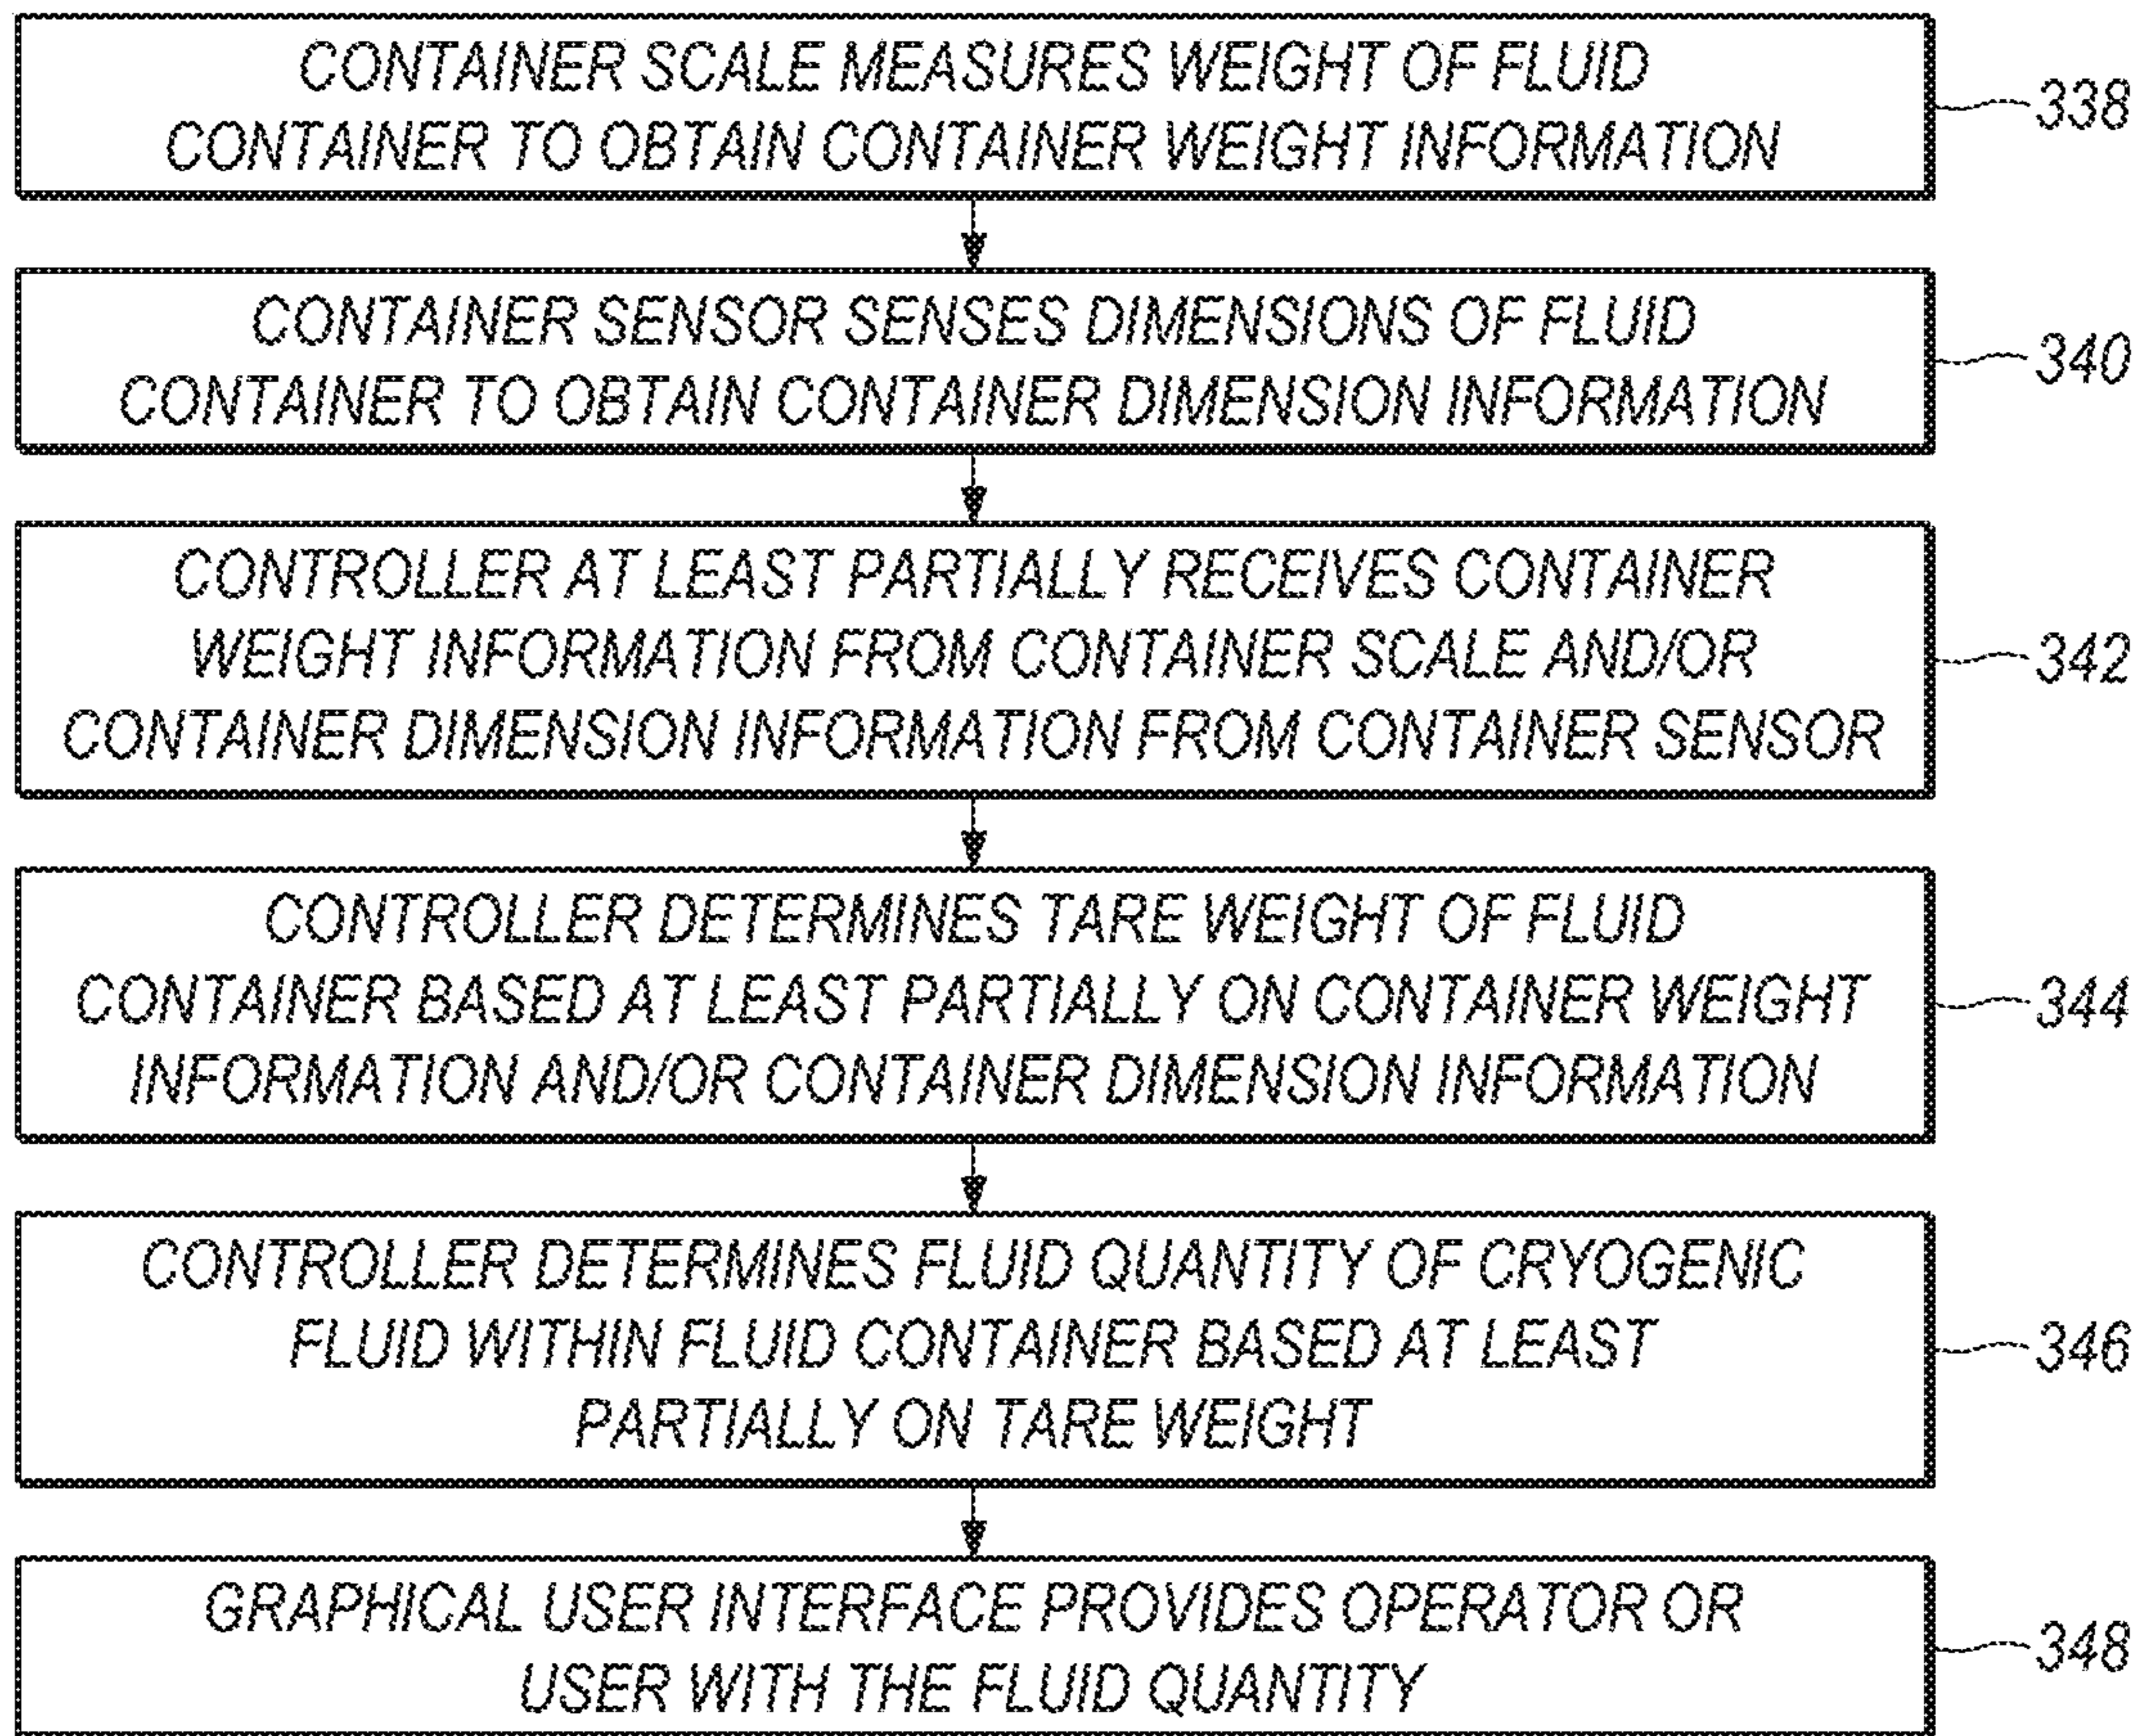 CONTAINER SCALE MEASURES WEIGHT OF FLUID
CONTAINER TO OBTAIN CONTAINER WEIGHT INFORMATION
338
CONTAINER SENSOR SENSES DIMENSIONS OF FLUID
CONTAINER TO OBTAIN CONTAINER DIMENSION INFORMATION
340
CONTROLLER AT LEAST PARTIALLY RECEIVES CONTAINER
WEIGHT INFORMATION FROM CONTAINER SCALE AND/OR
CONTAINER DIMENSION INFORMATION FROM CONTAINER SENSOR
342
CONTROLLER DETERMINES TARE WEIGHT OF FLUID
CONTAINER BASED AT LEAST PARTIALLY ON CONTAINER WEIGHT
INFORMATION AND/OR CONTAINER DIMENSION INFORMATION
344
CONTROLLER DETERMINES FLUID QUANTITY OF CRYOGENIC
FLUID WITHIN FLUID CONTAINER BASED AT LEAST
PARTIALLY ON TARE WEIGHT
346
GRAPHICAL USER INTERFACE PROVIDES OPERATOR OR
USER WITH THE FLUID QUANTITY
348